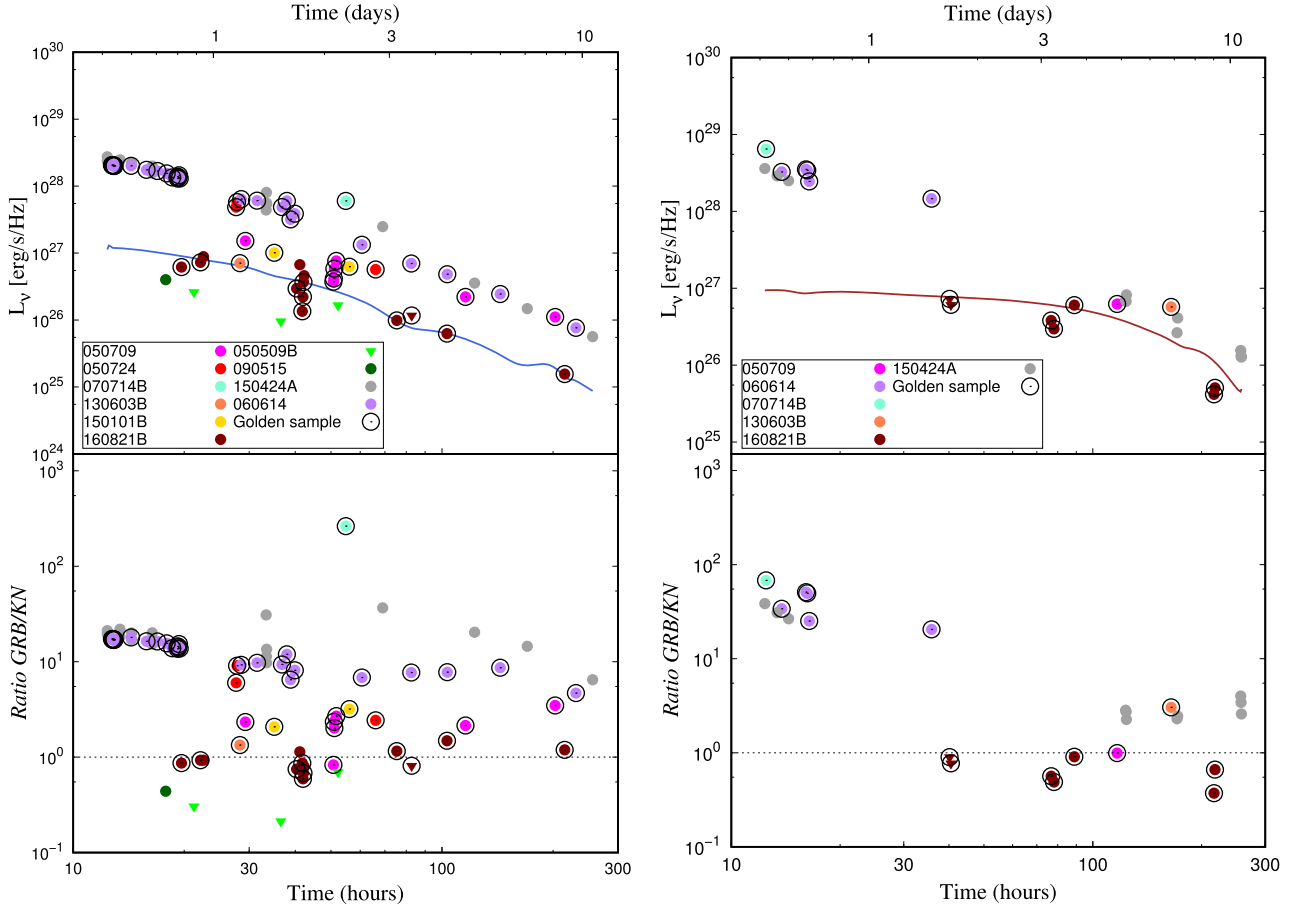 Time (days)
1 3 10
10^30
10^29
10^28
10^27
10^26
10^25
10^24
L_ν [erg/s/Hz]
050709 050509B
050724 090515
070714B 150424A
130603B 060614
150101B Golden sample
160821B
10^3
10^2
10^1
10^0
10^−1
Ratio GRB/KN
10 30 100 300
Time (hours)
Time (days)
1 3 10
10^30
10^29
10^28
10^27
10^26
10^25
L_ν [erg/s/Hz]
050709 150424A
060614 Golden sample
070714B
130603B
160821B
10^3
10^2
10^1
10^0
10^−1
Ratio GRB/KN
10 30 100 300
Time (hours)